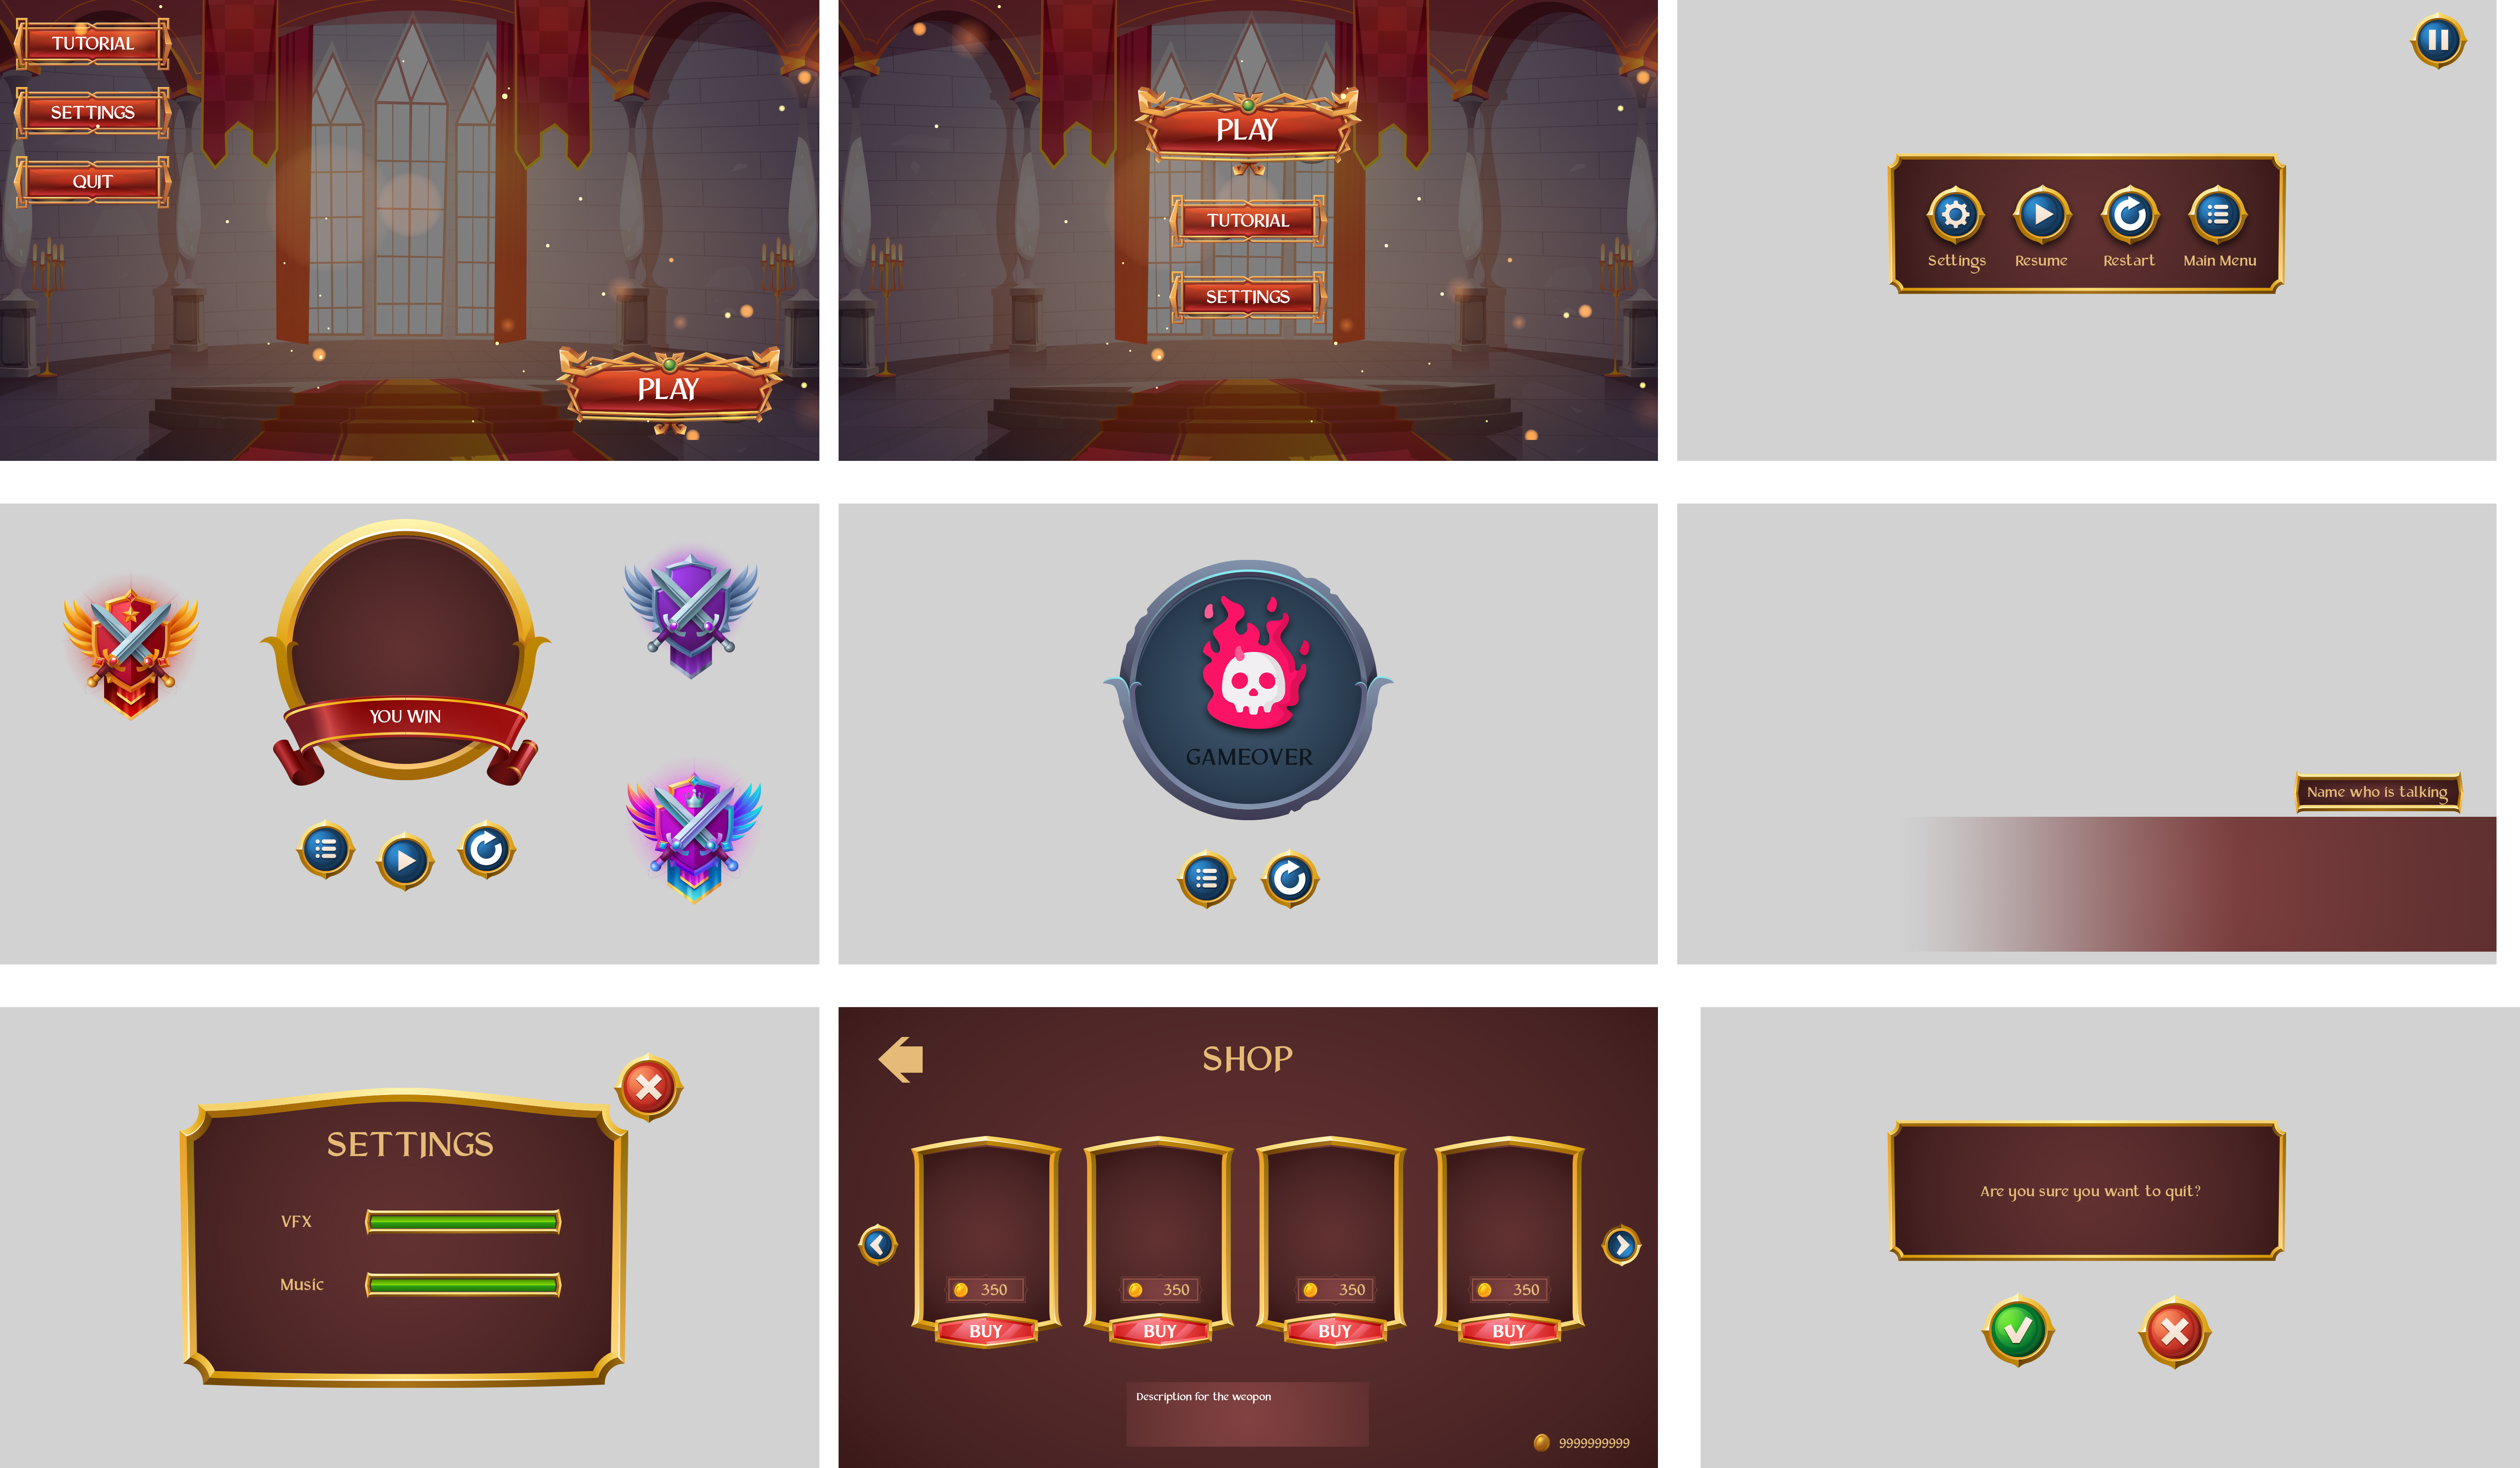 TUTORIAL
SETTINGS
QUIT
PLAY
PLAY
TUTORIAL
SETTINGS
Settings
Resume
Restart
Main Menu
YOU WIN
GAMEOVER
Name who is talking
SETTINGS
VFX
Music
SHOP
350
350
350
350
BUY
BUY
BUY
BUY
Description for the weopon
9999999999
Are you sure you want to quit?